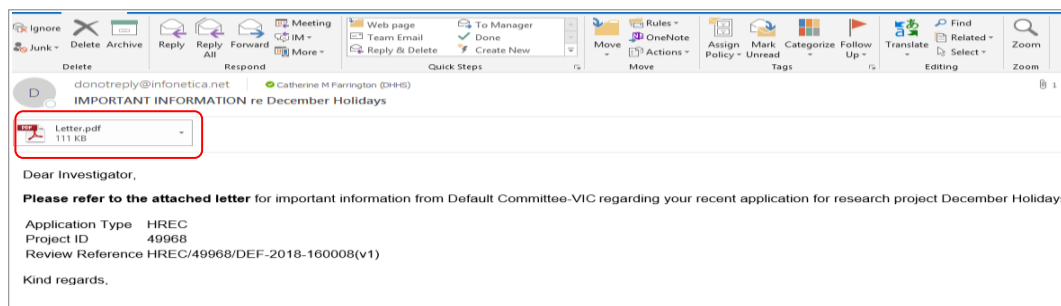 Ignore
Junk
Delete
Archive
Reply
Reply All
Forward
Meeting
IM
More
Web page
Team Email
Reply & Delete
To Manager
Done
Create New
Move
Rules
OneNote
Actions
Assign Policy
Mark Unread
Categorize
Follow Up
Translate
Find
Related
Select
Zoom
Delete
Respond
Quick Steps
Move
Tags
Editing
Zoom
D
donotreply@infonetica.net
Catherine M Farrington (DHHS)
1
IMPORTANT INFORMATION re December Holidays
PDF
Letter.pdf
111 KB
Dear Investigator,
Please refer to the attached letter for important information from Default Committee-VIC regarding your recent application for research project December Holiday
Application Type HREC
Project ID 49968
Review Reference HREC/49968/DEF-2018-160008(v1)
Kind regards,